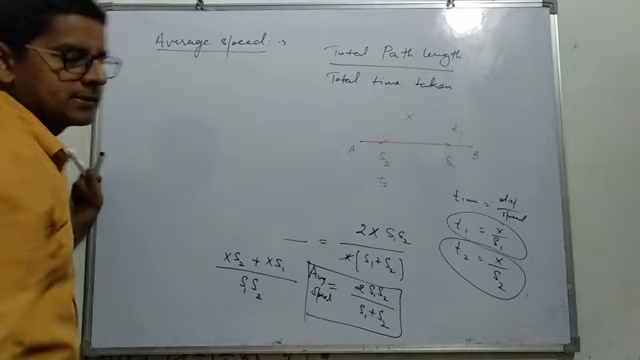 Average speed :→
Total Path length
Total time taken
x
t₁
A
B
S₂
S₁
t₂
time = dist/speed
t₁ = x/S₁
t₂ = x/S₂
— = 2x S₁S₂ / x(S₁+S₂)
xS₂ + xS₁ / S₁S₂
Avg speed = 2S₁S₂ / S₁+S₂